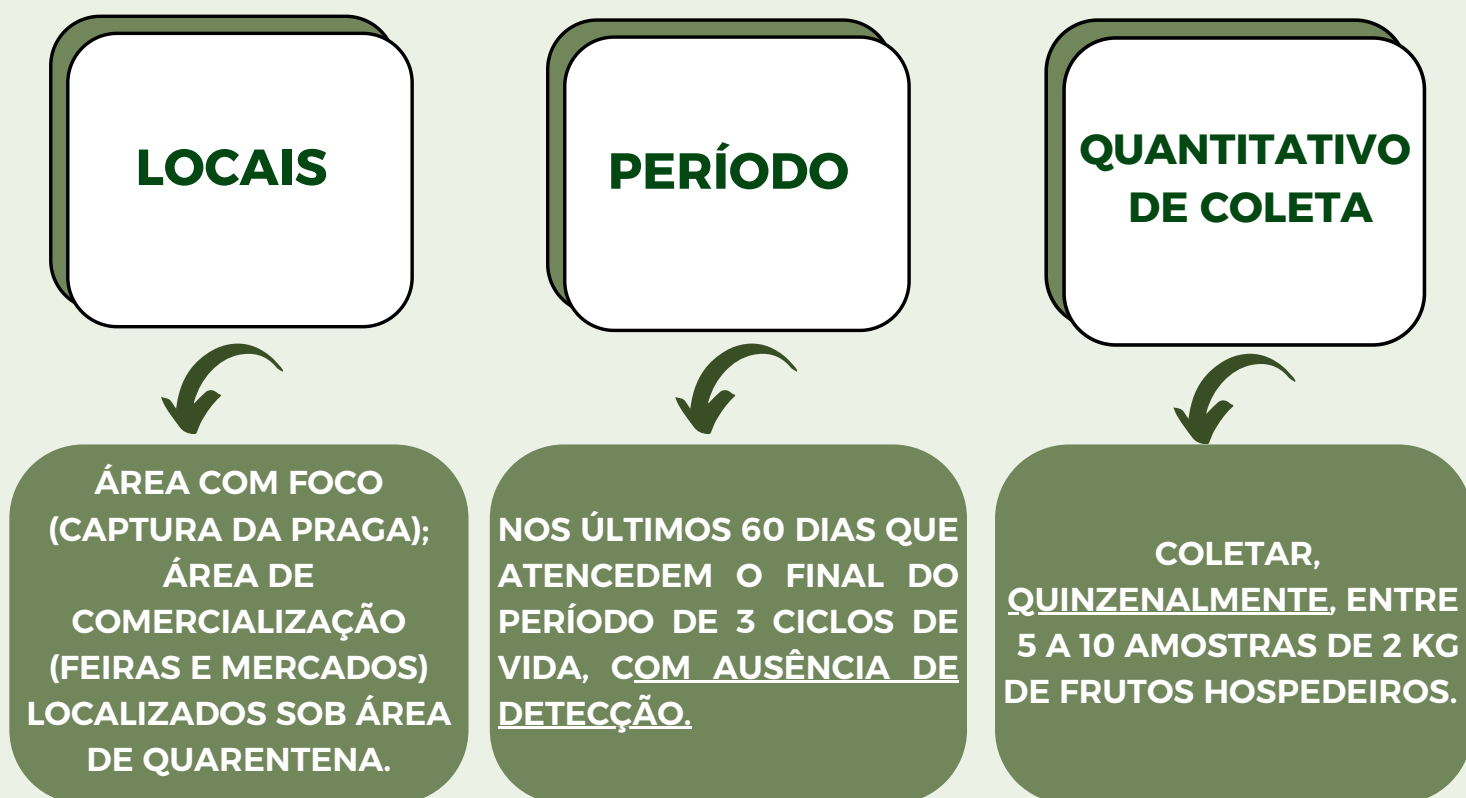 LOCAIS
ÁREA COM FOCO
(CAPTURA DA PRAGA);
ÁREA DE
COMERCIALIZAÇÃO
(FEIRAS E MERCADOS)
LOCALIZADOS SOB ÁREA
DE QUARENTENA.
PERÍODO
NOS ÚLTIMOS 60 DIAS QUE
ATENCEDEM O FINAL DO
PERÍODO DE 3 CICLOS DE
VIDA, COM AUSÊNCIA DE
DETECÇÃO.
QUANTITATIVO
DE COLETA
COLETAR,
QUINZENALMENTE, ENTRE
5 A 10 AMOSTRAS DE 2 KG
DE FRUTOS HOSPEDEIROS.